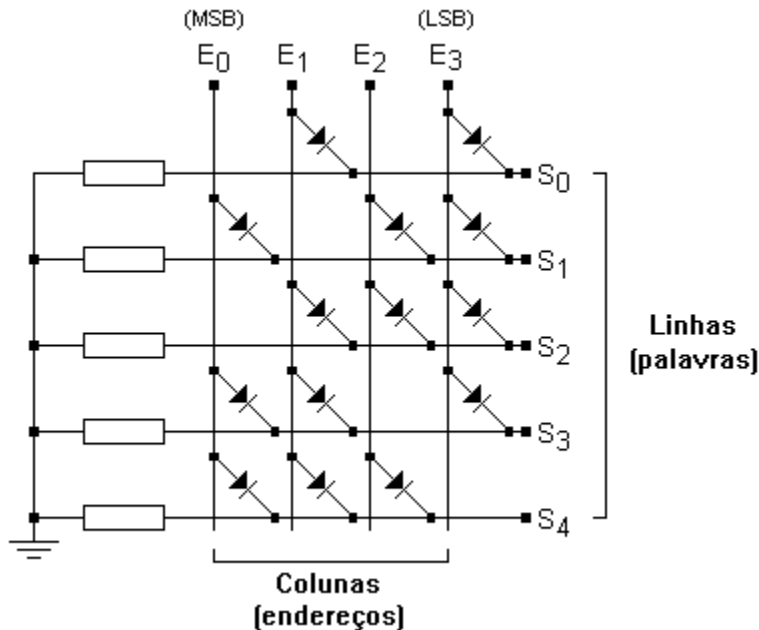 (MSB) (LSB)
E0 E1 E2 E3
S0
S1
S2
Linhas
(palavras)
S3
S4
Colunas
(endereços)